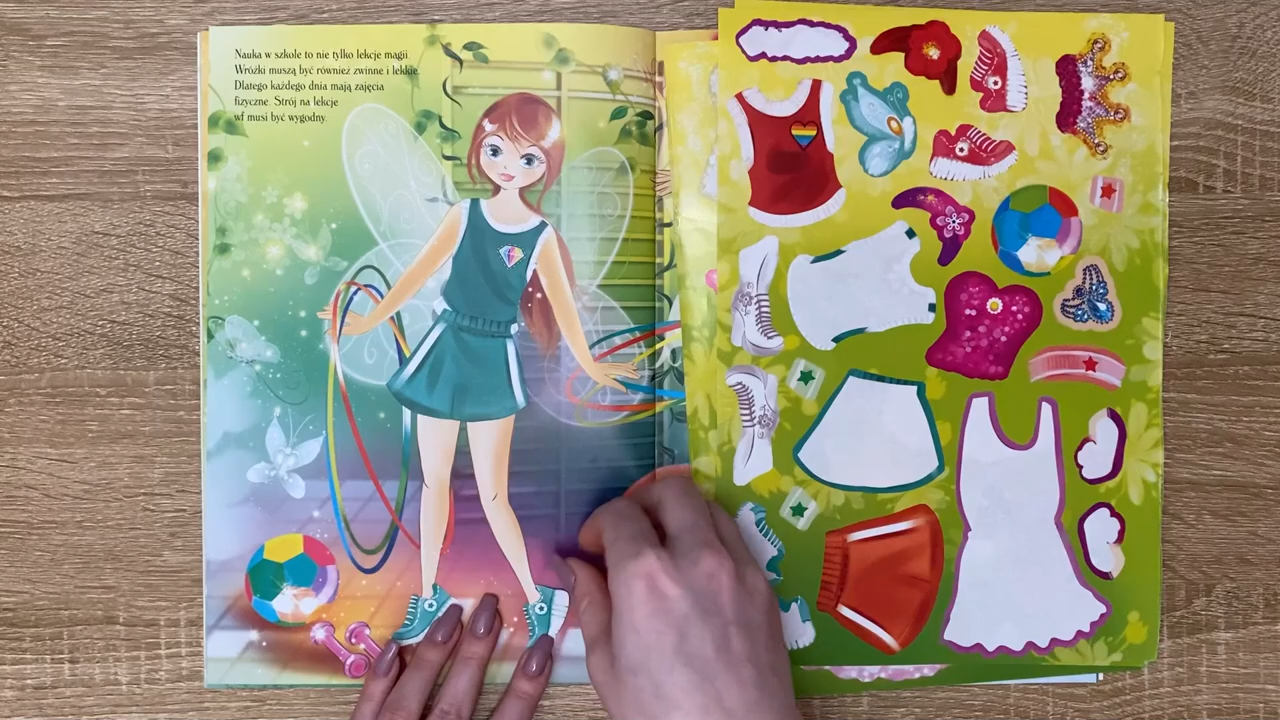 Nauka w szkole to nie tylko lekcje magii.
Wróżki muszą być również zwinne i lekkie.
Dlatego każdego dnia mają zajęcia
fizyczne. Strój na lekcje
wf musi być wygodny.